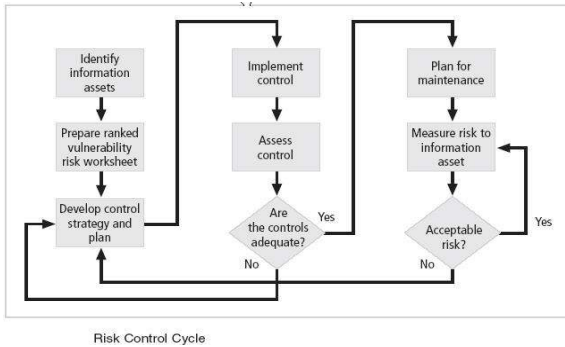 Identify
information
assets
Prepare ranked
vulnerability
risk worksheet
Develop control
strategy and
plan
Implement
control
Assess
control
Are
the controls
adequate?
Yes
No
Plan for
maintenance
Measure risk to
information
asset
Acceptable
risk?
Yes
No
Risk Control Cycle